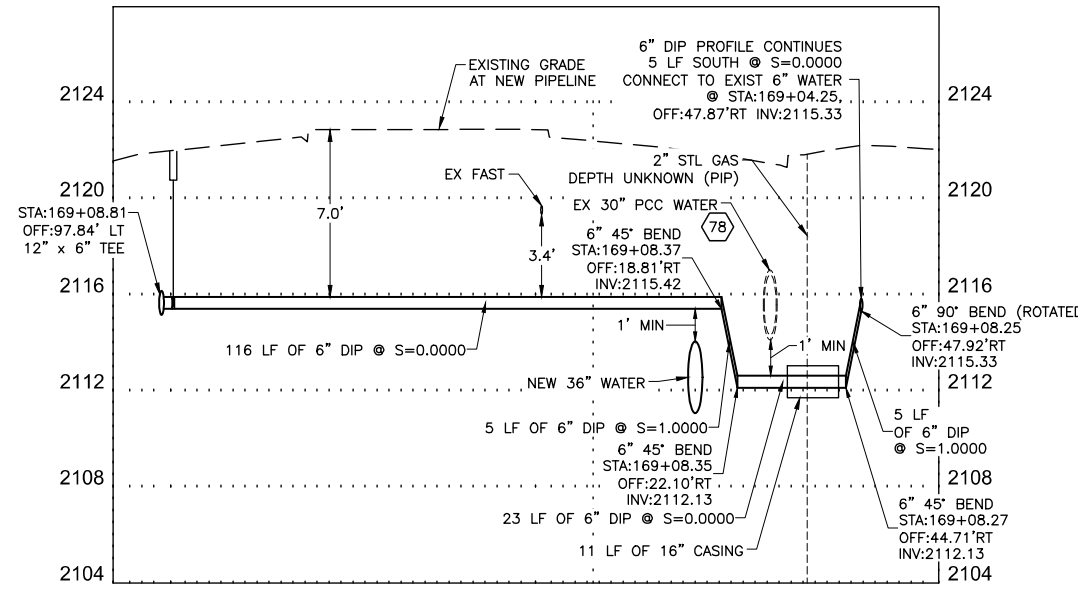 6" DIP PROFILE CONTINUES
5 LF SOUTH @ S=0.0000
CONNECT TO EXIST 6" WATER
@ STA:169+04.25,
OFF:47.87'RT INV:2115.33
EXISTING GRADE
AT NEW PIPELINE
2124
2124
2" STL GAS
DEPTH UNKNOWN (PIP)
EX FAST
2120
2120
EX 30" PCC WATER
78
STA:169+08.81
OFF:97.84' LT
12" x 6" TEE
7.0'
3.4'
6" 45° BEND
STA:169+08.37
OFF:18.81'RT
INV:2115.42
2116
2116
6" 90° BEND (ROTATED
STA:169+08.25
OFF:47.92'RT
INV:2115.33
1' MIN
1' MIN
116 LF OF 6" DIP @ S=0.0000
NEW 36" WATER
2112
2112
5 LF
OF 6" DIP
@ S=1.0000
5 LF OF 6" DIP @ S=1.0000
6" 45° BEND
STA:169+08.35
OFF:22.10'RT
INV:2112.13
2108
2108
6" 45° BEND
STA:169+08.27
OFF:44.71'RT
INV:2112.13
23 LF OF 6" DIP @ S=0.0000
11 LF OF 16" CASING
2104
2104